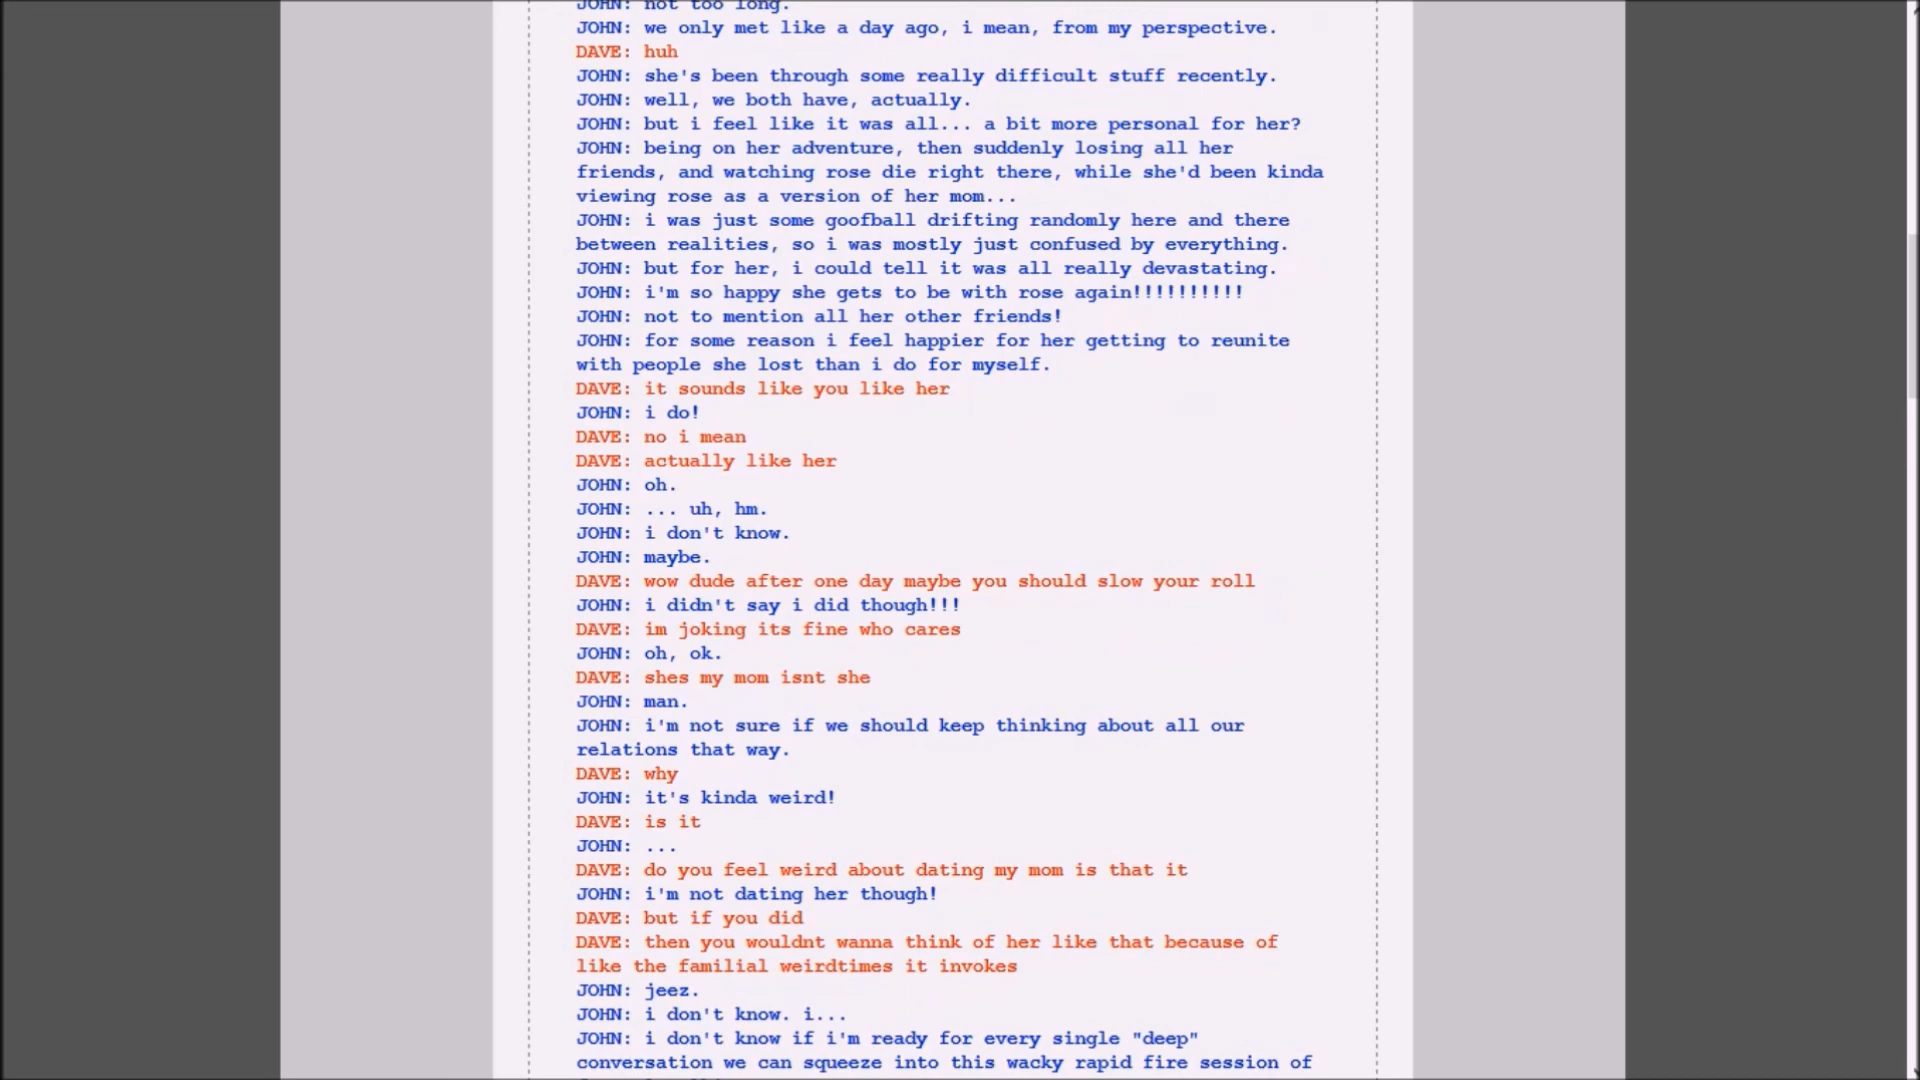 JOHN: not too long.
JOHN: we only met like a day ago, i mean, from my perspective.
DAVE: huh
JOHN: she's been through some really difficult stuff recently.
JOHN: well, we both have, actually.
JOHN: but i feel like it was all... a bit more personal for her?
JOHN: being on her adventure, then suddenly losing all her
friends, and watching rose die right there, while she'd been kinda
viewing rose as a version of her mom...
JOHN: i was just some goofball drifting randomly here and there
between realities, so i was mostly just confused by everything.
JOHN: but for her, i could tell it was all really devastating.
JOHN: i'm so happy she gets to be with rose again!!!!!!!!!!
JOHN: not to mention all her other friends!
JOHN: for some reason i feel happier for her getting to reunite
with people she lost than i do for myself.
DAVE: it sounds like you like her
JOHN: i do!
DAVE: no i mean
DAVE: actually like her
JOHN: oh.
JOHN: ... uh, hm.
JOHN: i don't know.
JOHN: maybe.
DAVE: wow dude after one day maybe you should slow your roll
JOHN: i didn't say i did though!!!
DAVE: im joking its fine who cares
JOHN: oh, ok.
DAVE: shes my mom isnt she
JOHN: man.
JOHN: i'm not sure if we should keep thinking about all our
relations that way.
DAVE: why
JOHN: it's kinda weird!
DAVE: is it
JOHN: ...
DAVE: do you feel weird about dating my mom is that it
JOHN: i'm not dating her though!
DAVE: but if you did
DAVE: then you wouldnt wanna think of her like that because of
like the familial weirdtimes it invokes
JOHN: jeez.
JOHN: i don't know. i...
JOHN: i don't know if i'm ready for every single "deep"
conversation we can squeeze into this wacky rapid fire session of